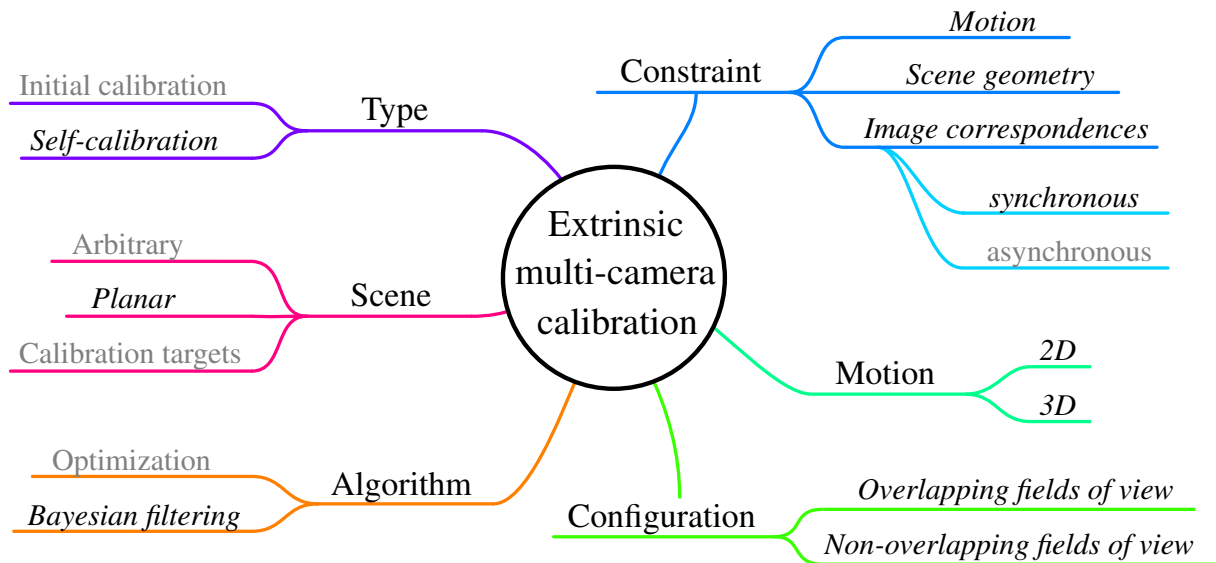 Extrinsic
multi-camera
calibration
Type
Initial calibration
Self-calibration
Scene
Arbitrary
Planar
Calibration targets
Algorithm
Optimization
Bayesian filtering
Constraint
Motion
Scene geometry
Image correspondences
synchronous
asynchronous
Motion
2D
3D
Configuration
Overlapping fields of view
Non-overlapping fields of view